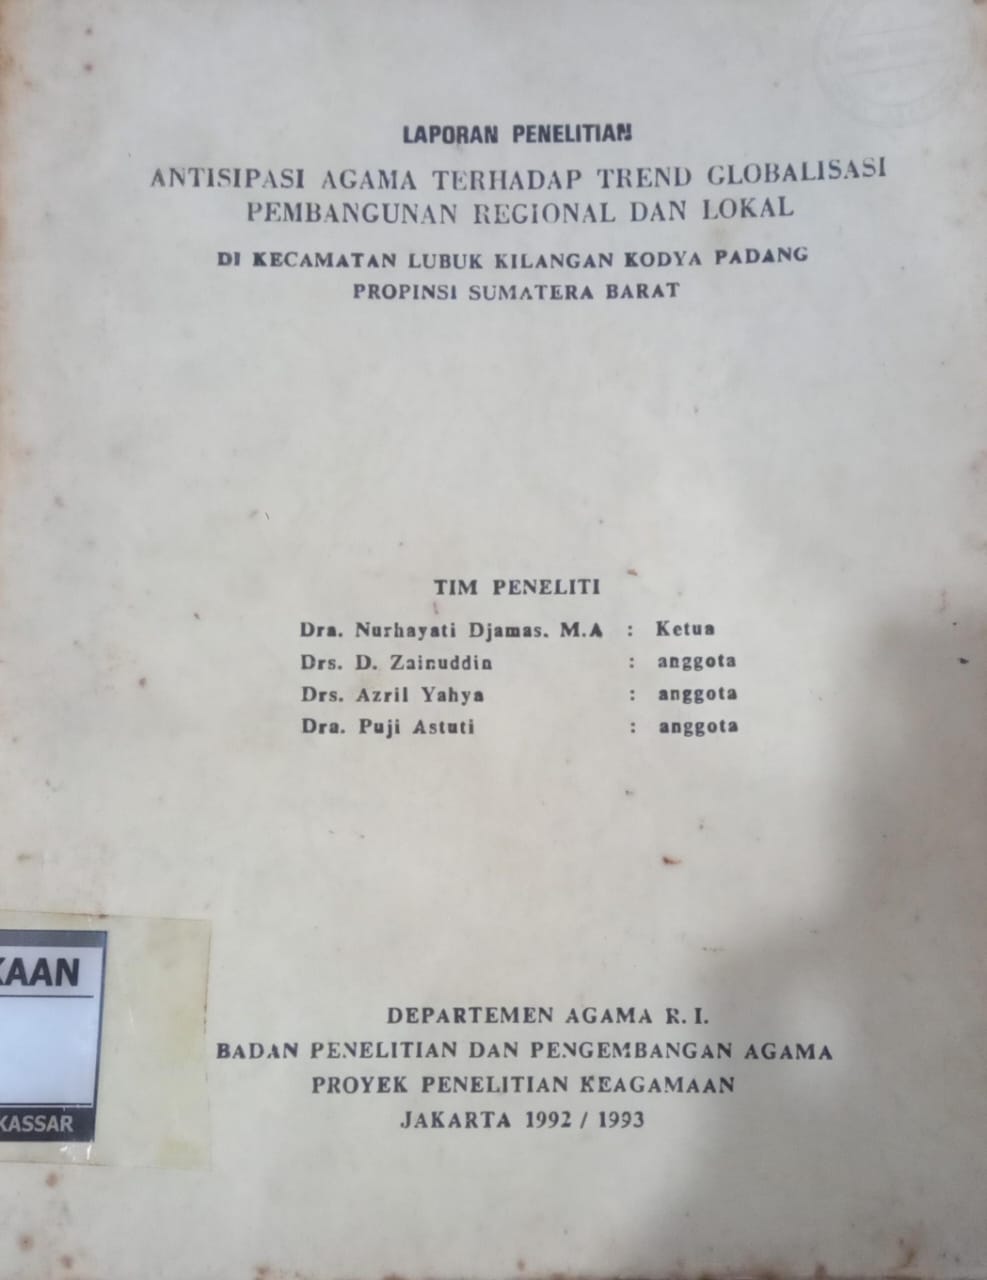 LAPORAN PENELITIAN
ANTISIPASI AGAMA TERHADAP TREND GLOBALISASI
PEMBANGUNAN REGIONAL DAN LOKAL
DI KECAMATAN LUBUK KILANGAN KODYA PADANG
PROPINSI SUMATERA BARAT
TIM PENELITI
Dra. Nurhayati Djamas. M.A : Ketua
Drs. D. Zainuddin : anggota
Drs. Azril Yahya : anggota
Dra. Puji Astuti : anggota
KAAN
KASSAR
DEPARTEMEN AGAMA R. I.
BADAN PENELITIAN DAN PENGEMBANGAN AGAMA
PROYEK PENELITIAN KEAGAMAAN
JAKARTA 1992 / 1993